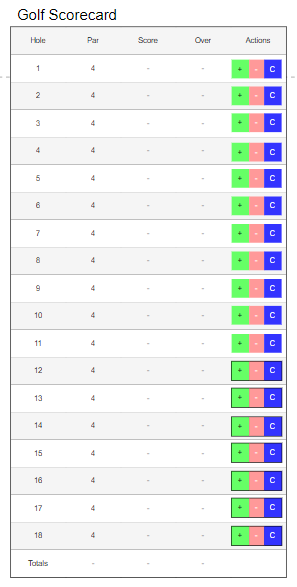 Golf Scorecard
Hole Par Score Over Actions
1 4 - - + - C
2 4 - - + - C
3 4 - - + - C
4 4 - - + - C
5 4 - - + - C
6 4 - - + - C
7 4 - - + - C
8 4 - - + - C
9 4 - - + - C
10 4 - - + - C
11 4 - - + - C
12 4 - - + - C
13 4 - - + - C
14 4 - - + - C
15 4 - - + - C
16 4 - - + - C
17 4 - - + - C
18 4 - - + - C
Totals - - -